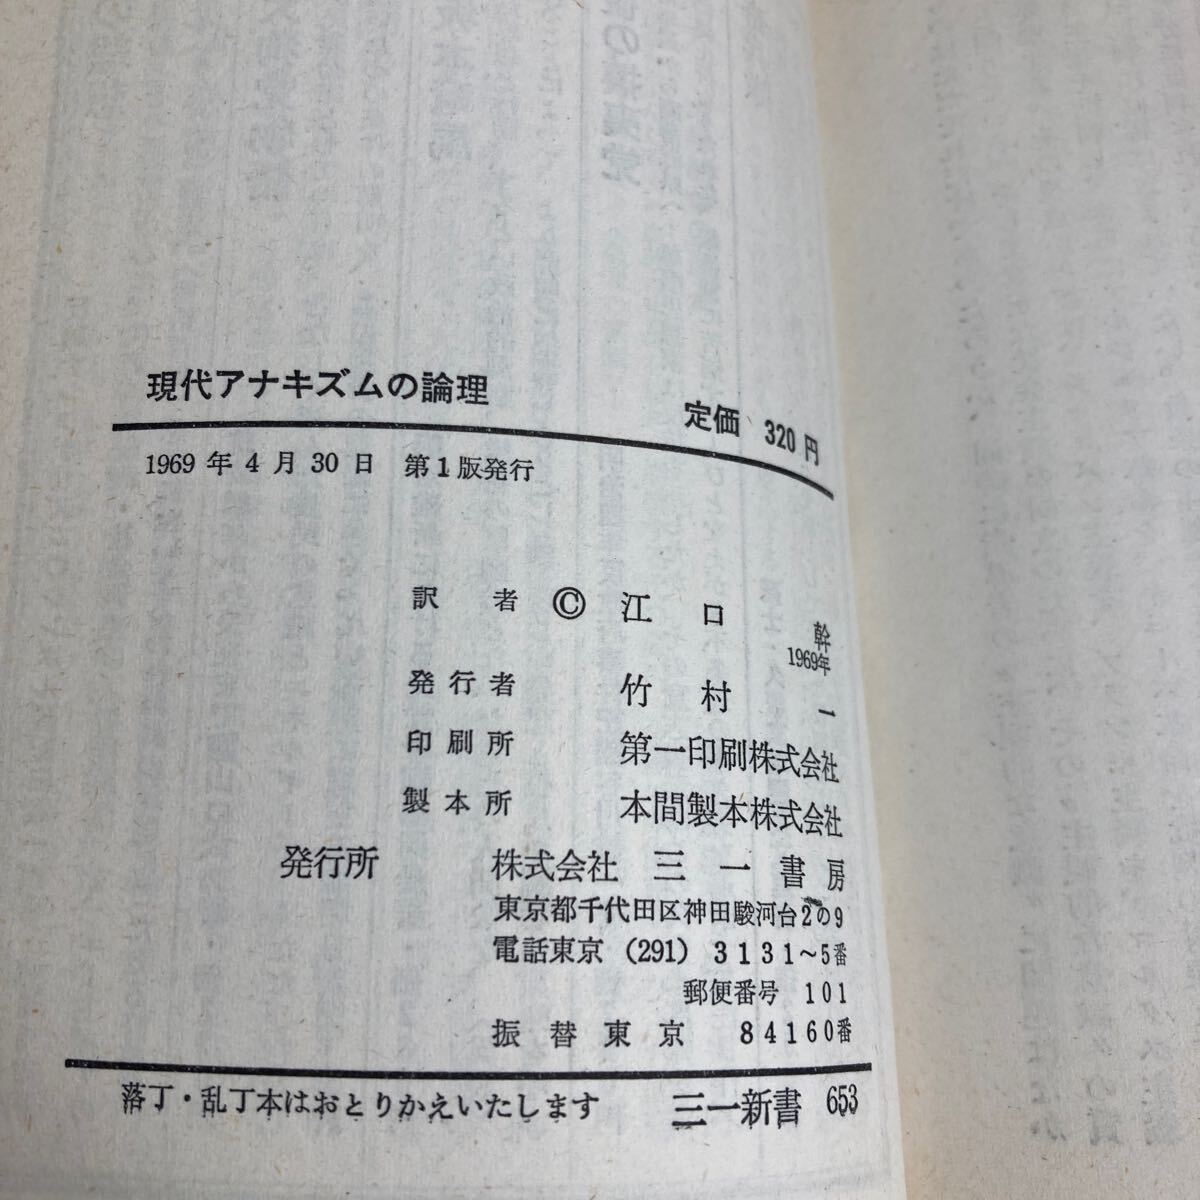 現代アナキズムの論理
定価 320円
1969年4月30日 第1版発行
訳者 © 江口幹
1969年
発行者 竹村一
印刷所 第一印刷株式会社
製本所 本間製本株式会社
発行所 株式会社 三一書房
東京都千代田区神田駿河台2の9
電話東京 (291) 3131~5番
郵便番号 101
振替東京 84160番
落丁・乱丁本はおとりかえいたします 三一新書 653